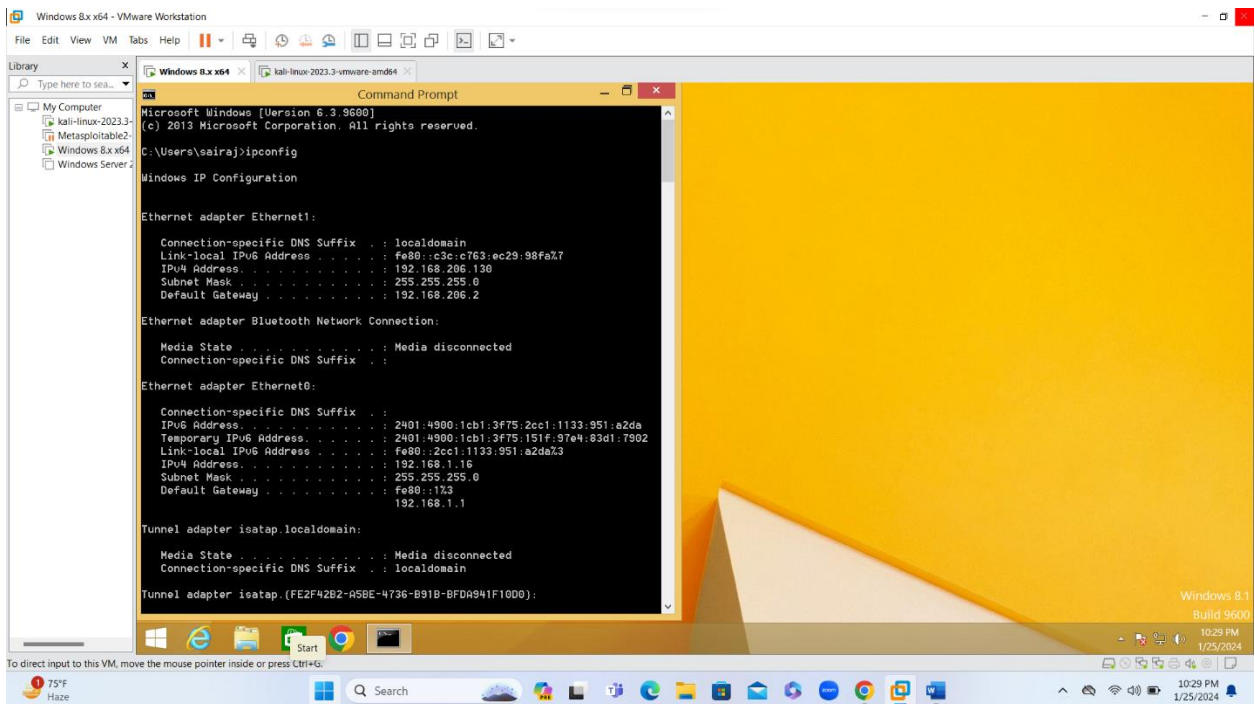 Windows 8.x x64 - VMware Workstation
File Edit View VM Tabs Help
Library x
Type here to sea...
My Computer
kali-linux-2023.3-
Metasploitable2-
Windows 8.x x64
Windows Server 2
Windows 8.x x64
kali-linux-2023.3-vmware-amd64
Command Prompt
Microsoft Windows [Version 6.3.9600]
(c) 2013 Microsoft Corporation. All rights reserved.
C:\Users\sairaj>ipconfig
Windows IP Configuration
Ethernet adapter Ethernet1:
Connection-specific DNS Suffix . : localdomain
Link-local IPv6 Address . . . . . : fe80::c3c:c763:ec29:98fa%7
IPv4 Address. . . . . . . . . . . : 192.168.206.130
Subnet Mask . . . . . . . . . . . : 255.255.255.0
Default Gateway . . . . . . . . . : 192.168.206.2
Ethernet adapter Bluetooth Network Connection:
Media State . . . . . . . . . . . : Media disconnected
Connection-specific DNS Suffix . :
Ethernet adapter Ethernet0:
Connection-specific DNS Suffix . :
IPv6 Address. . . . . . . . . . . : 2401:4900:1cb1:3f75:2cc1:1133:951:a2da
Temporary IPv6 Address. . . . . . : 2401:4900:1cb1:3f75:151f:97e4:83d1:7902
Link-local IPv6 Address . . . . . : fe80::2cc1:1133:951:a2da%3
IPv4 Address. . . . . . . . . . . : 192.168.1.16
Subnet Mask . . . . . . . . . . . : 255.255.255.0
Default Gateway . . . . . . . . . : fe80::1%3
192.168.1.1
Tunnel adapter isatap.localdomain:
Media State . . . . . . . . . . . : Media disconnected
Connection-specific DNS Suffix . : localdomain
Tunnel adapter isatap.{FE2F42B2-A5BE-4736-B91B-BFDA941F10D0}:
Windows 8.1
Build 9600
Start
10:29 PM
1/25/2024
To direct input to this VM, move the mouse pointer inside or press Ctrl+G.
1
75°F
Haze
Search
10:29 PM
1/25/2024